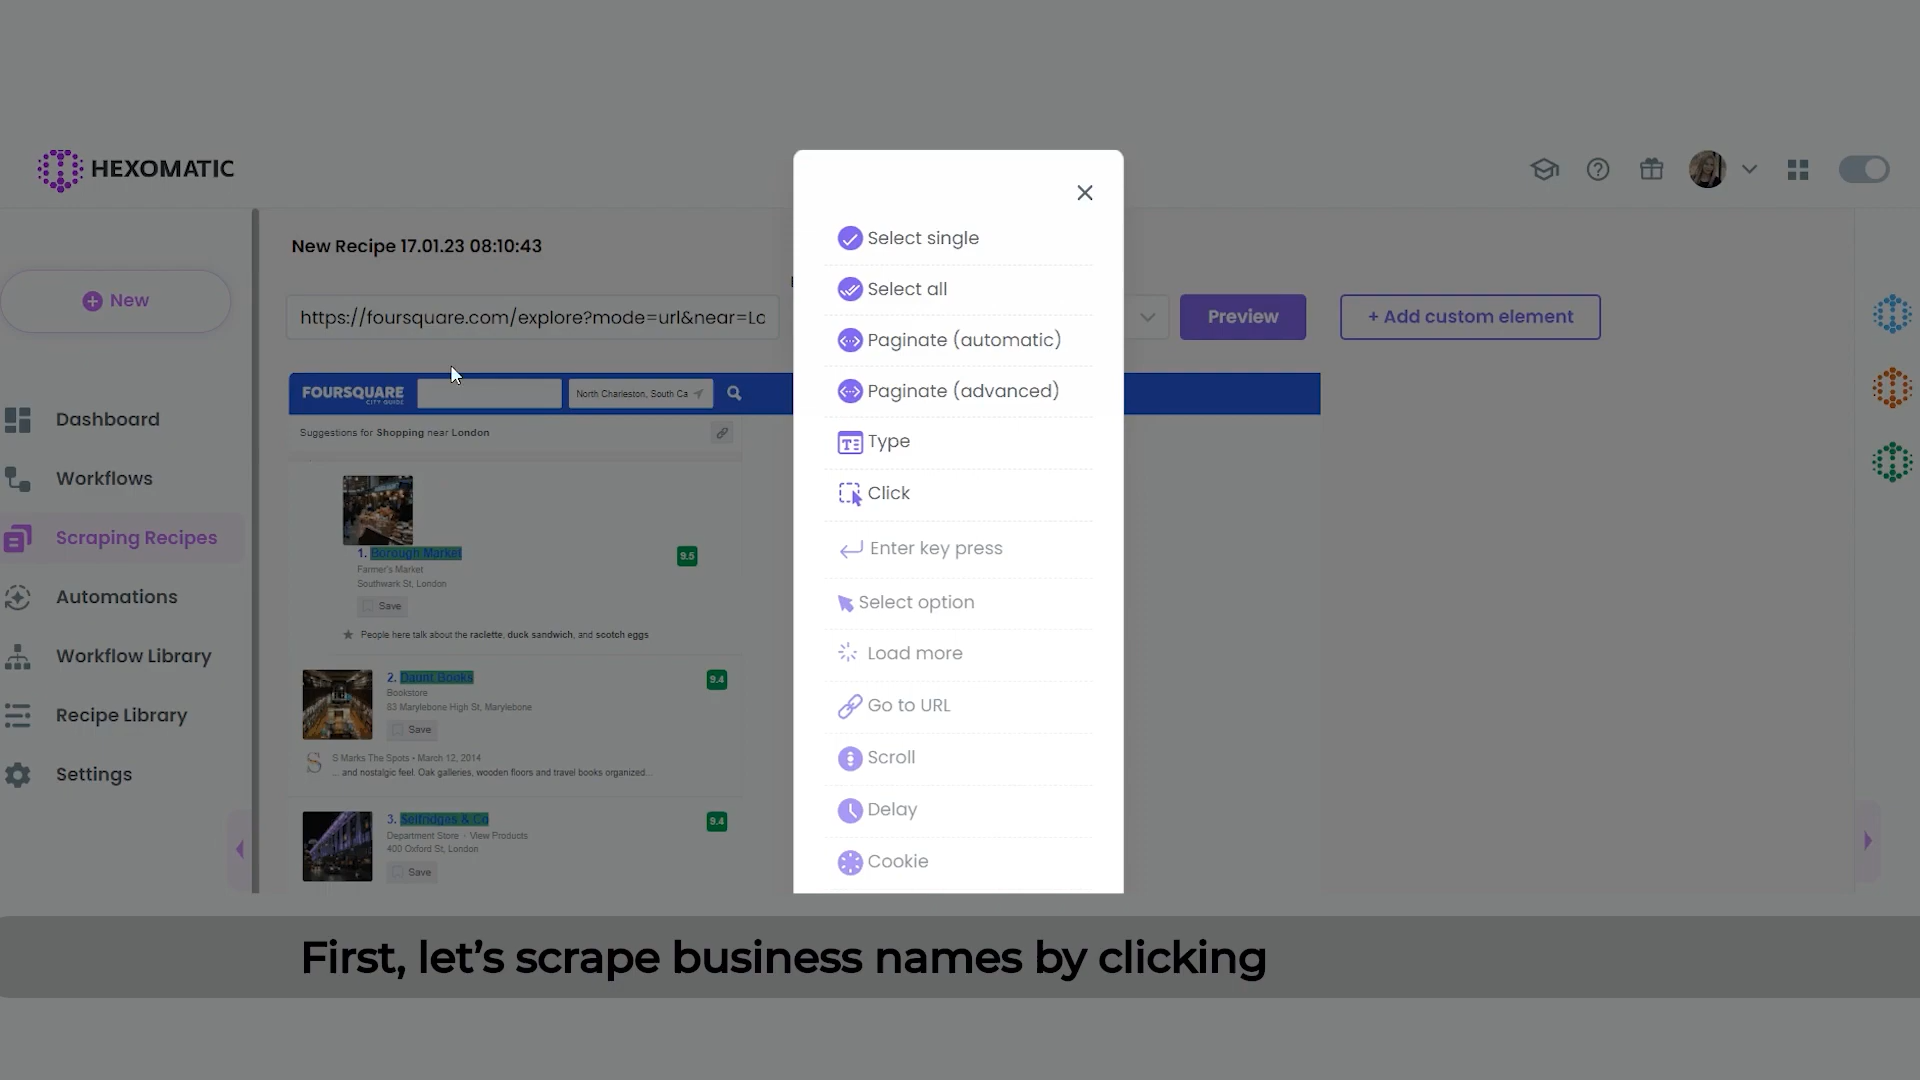 HEXOMATIC
New Recipe 17.01.23 08:10:43
New
https://foursquare.com/explore?mode=url&near=Lo
Preview
+ Add custom element
Dashboard
Workflows
Scraping Recipes
Automations
Workflow Library
Recipe Library
Settings
FOURSQUARE
CITY GUIDE
North Charleston, South Ca
Suggestions for Shopping near London
1. Borough Market
9.5
Farmer's Market
Southwark St, London
Save
People here talk about the raclette, duck sandwich, and scotch eggs
2. Daunt Books
9.4
Bookstore
83 Marylebone High St, Marylebone
Save
S Marks The Spots • March 12, 2014
... and nostalgic feel. Oak galleries, wooden floors and travel books organized...
3. Selfridges & Co
9.4
Department Store • View Products
400 Oxford St, London
Save
Select single
Select all
Paginate (automatic)
Paginate (advanced)
Type
Click
Enter key press
Select option
Load more
Go to URL
Scroll
Delay
Cookie
First, let's scrape business names by clicking